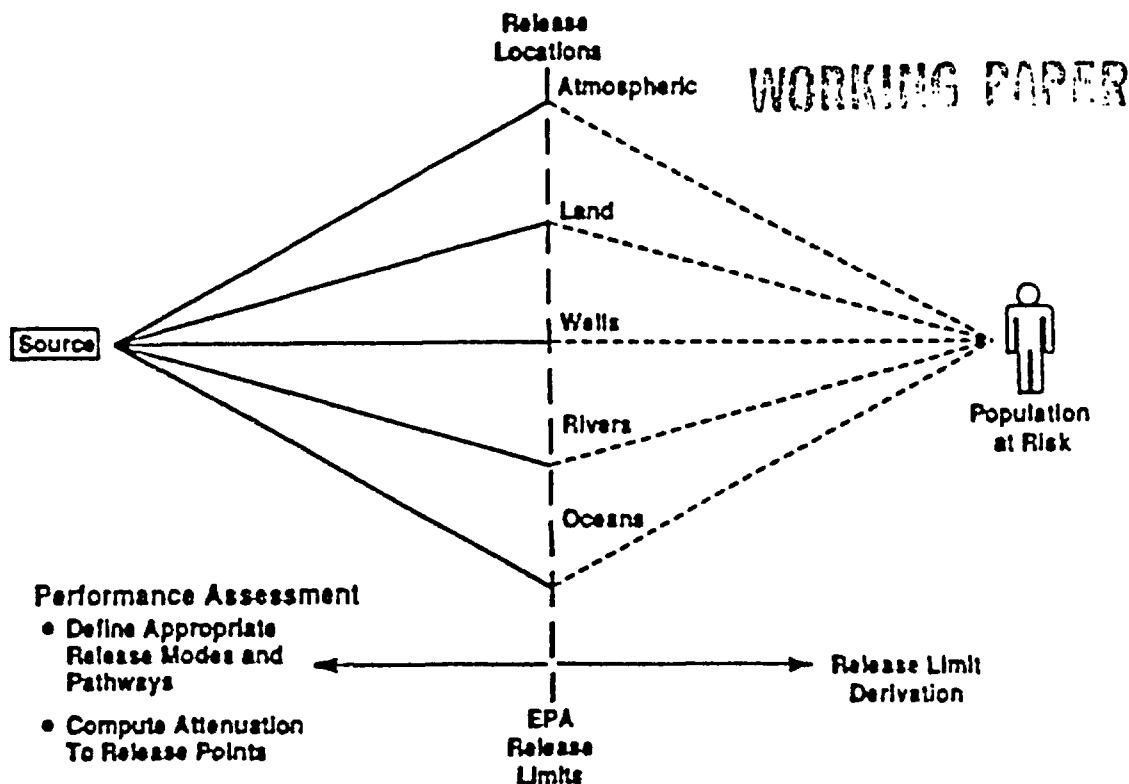 Release
Locations
WORKING PAPER
Atmospheric
Land
Source
Wells
Rivers
Population
at Risk
Oceans
Performance Assessment
• Define Appropriate
Release Modes and
Pathways
• Compute Attenuation
To Release Points
Release Limit
Derivation
EPA
Release
Limits